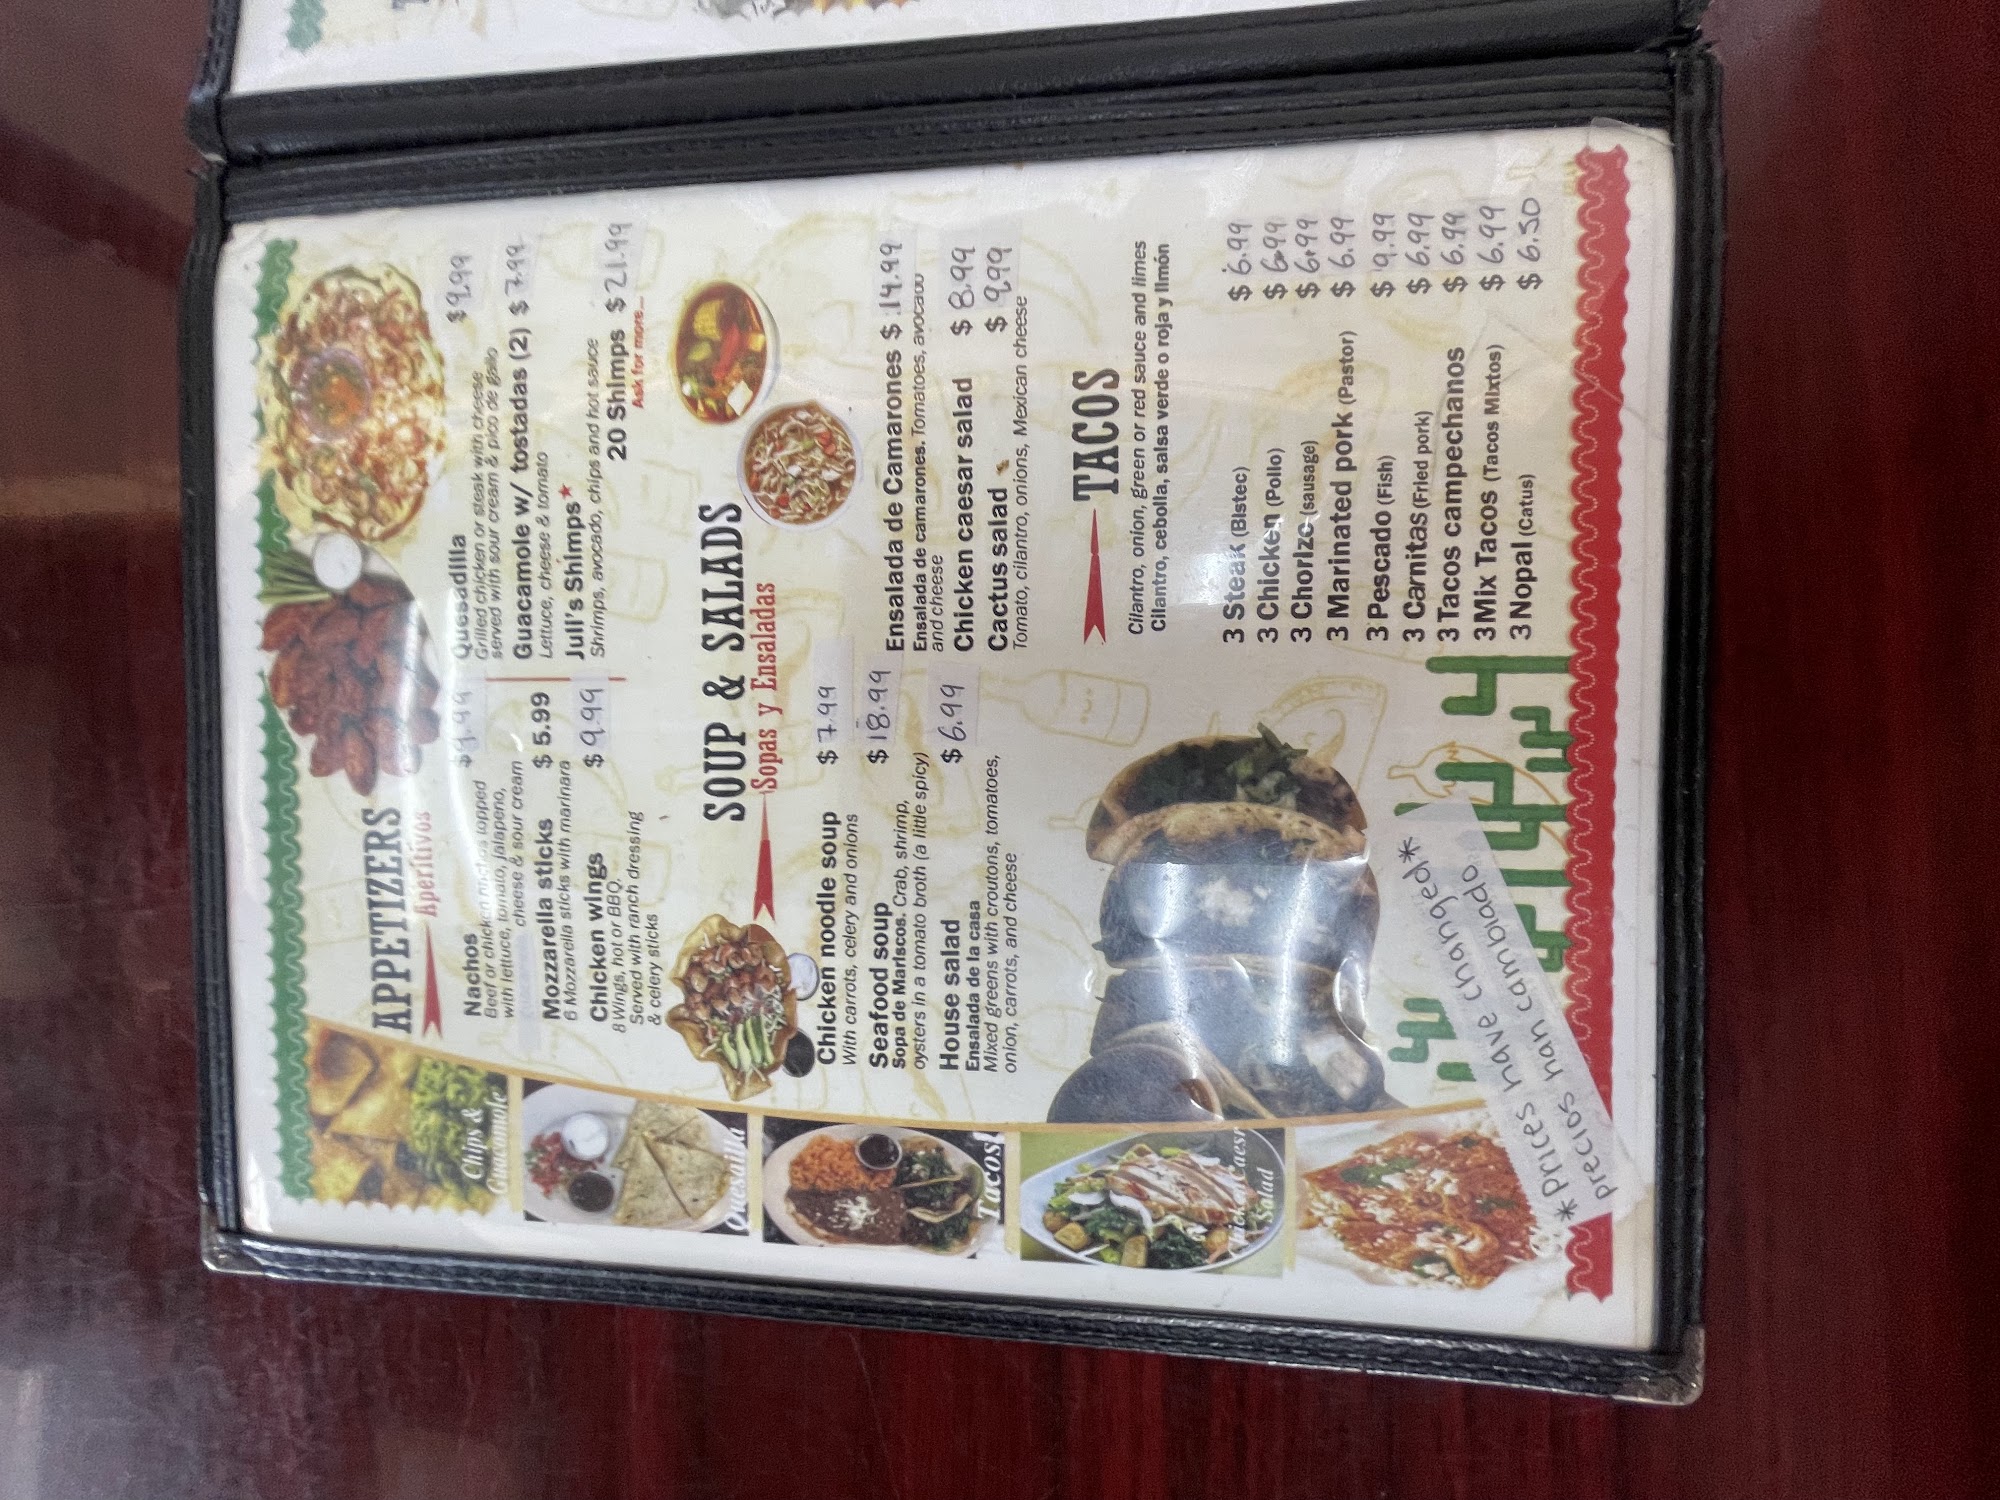 APPETIZERS
Aperitivos
Nachos $9.99
Beef or chicken nachos topped
with lettuce, tomato, jalapeno,
cheese & sour cream
Mozzarella sticks $5.99
6 Mozzarella sticks with marinara
Chicken wings $9.99
8 Wings, hot or BBQ.
Served with ranch dressing
& celery sticks
Quesadilla $9.99
Grilled chicken or steak with cheese
served with sour cream & pico de gallo
Guacamole w/ tostadas (2) $7.99
Lettuce, cheese & tomato
Juli's Shimps★
Shrimps, avocado, chips and hot sauce
20 Shimps $21.99
Ask for more...
SOUP & SALADS
Sopas y Ensaladas
Chicken noodle soup $7.99
With carrots, celery and onions
Seafood soup $18.99
Sopa de Mariscos. Crab, shrimp,
oysters in a tomato broth (a little spicy)
House salad $6.99
Ensalada de la casa
Mixed greens with croutons, tomatoes,
onion, carrots, and cheese
Ensalada de Camarones $14.99
Ensalada de camarones. Tomatoes, avocado
and cheese
Chicken caesar salad $8.99
Cactus salad $9.99
Tomato, cilantro, onions, Mexican cheese
TACOS
Cilantro, onion, green or red sauce and limes
Cilantro, cebolla, salsa verde o roja y limón
3 Steak (Bistec) $6.99
3 Chicken (Pollo) $6.99
3 Chorizo (sausage) $6.99
3 Marinated pork (Pastor) $6.99
3 Pescado (Fish) $9.99
3 Carnitas (Fried pork) $6.99
3 Tacos campechanos $6.99
3 Mix Tacos (Tacos Mixtos) $6.99
3 Nopal (Catus) $6.50
Chips &
Guacamole
Quesailla
Tacos
Chicken Caesr
Salad
*Prices have changed*
precios han cambiado